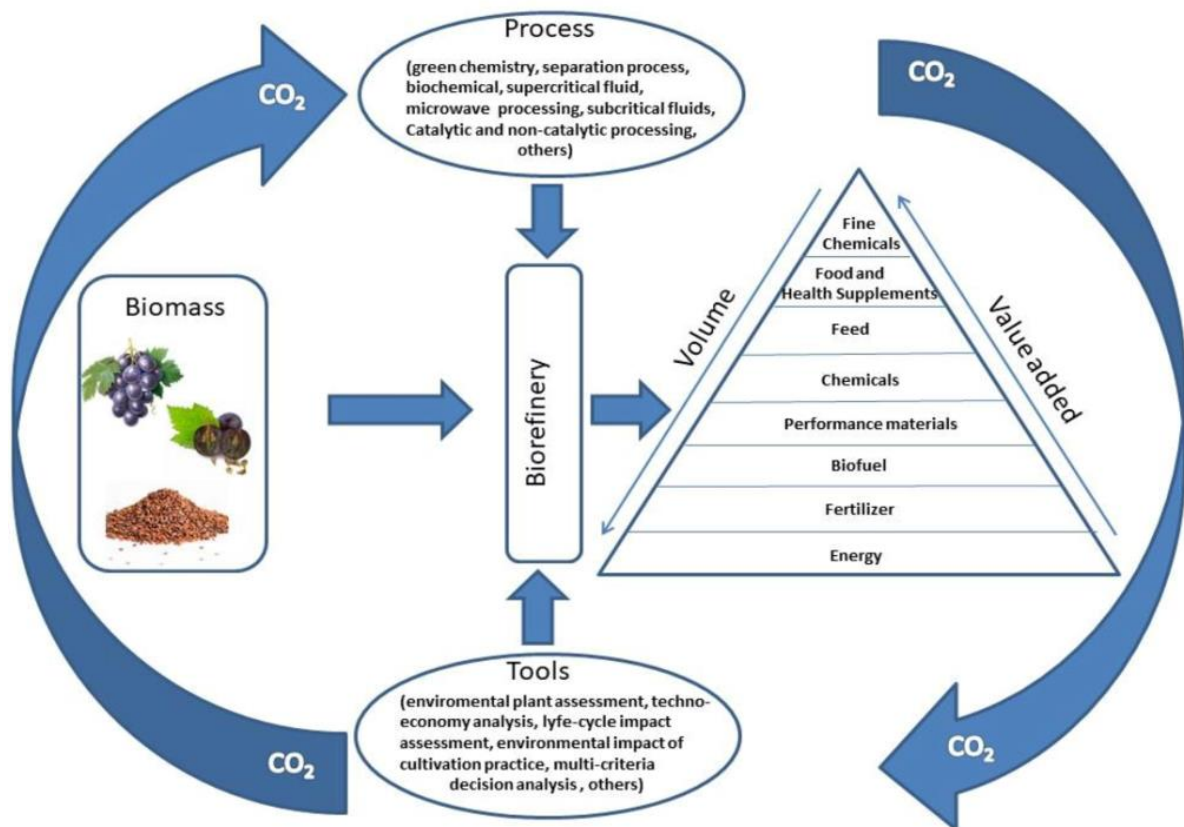 Process
(green chemistry, separation process,
biochemical, supercritical fluid,
microwave processing, subcritical fluids,
Catalytic and non-catalytic processing,
others)
CO2
CO2
Biomass
Biorefinery
Volume
Value added
Fine
Chemicals
Food and
Health Supplements
Feed
Chemicals
Performance materials
Biofuel
Fertilizer
Energy
Tools
(enviromental plant assessment, techno-
economy analysis, lyfe-cycle impact
assessment, environmental impact of
cultivation practice, multi-criteria
decision analysis , others)
CO2
CO2